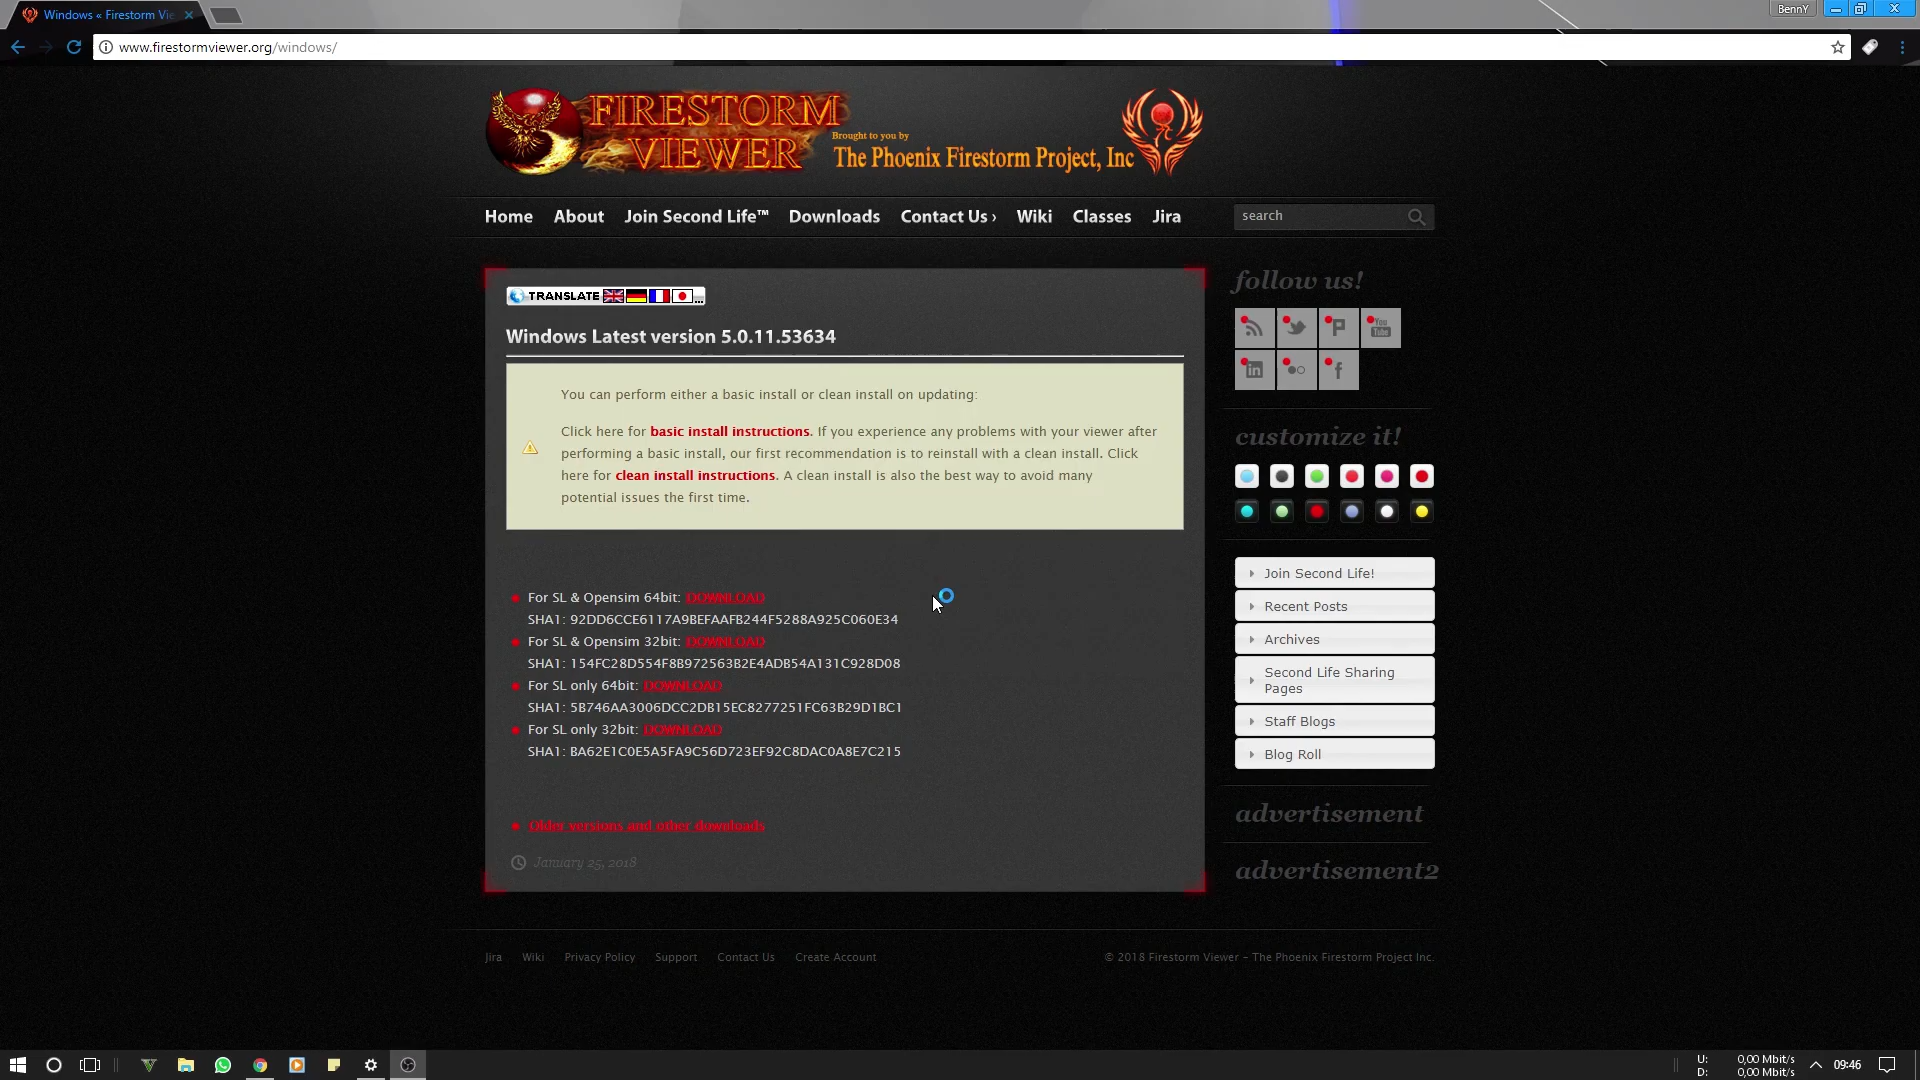 Windows « Firestorm Vie
BennY
www.firestormviewer.org/windows/
FIRESTORM
VIEWER
Brought to you by
The Phoenix Firestorm Project, Inc
Home About Join Second Life™ Downloads Contact Us › Wiki Classes Jira
search
TRANSLATE ...
Windows Latest version 5.0.11.53634
You can perform either a basic install or clean install on updating:
Click here for basic install instructions. If you experience any problems with your viewer after
performing a basic install, our first recommendation is to reinstall with a clean install. Click
here for clean install instructions. A clean install is also the best way to avoid many
potential issues the first time.
For SL & Opensim 64bit: DOWNLOAD
SHA1: 92DD6CCE6117A9BEFAAFB244F5288A925C060E34
For SL & Opensim 32bit: DOWNLOAD
SHA1: 154FC28D554F8B972563B2E4ADB54A131C928D08
For SL only 64bit: DOWNLOAD
SHA1: 5B746AA3006DCC2DB15EC8277251FC63B29D1BC1
For SL only 32bit: DOWNLOAD
SHA1: BA62E1C0E5A5FA9C56D723EF92C8DAC0A8E7C215
Older versions and other downloads
January 25, 2018
follow us!
You
Tube
in
f
customize it!
Join Second Life!
Recent Posts
Archives
Second Life Sharing
Pages
Staff Blogs
Blog Roll
advertisement
advertisement2
Jira Wiki Privacy Policy Support Contact Us Create Account
© 2018 Firestorm Viewer – The Phoenix Firestorm Project Inc.
U: 0,00 Mbit/s
D: 0,00 Mbit/s
09:46